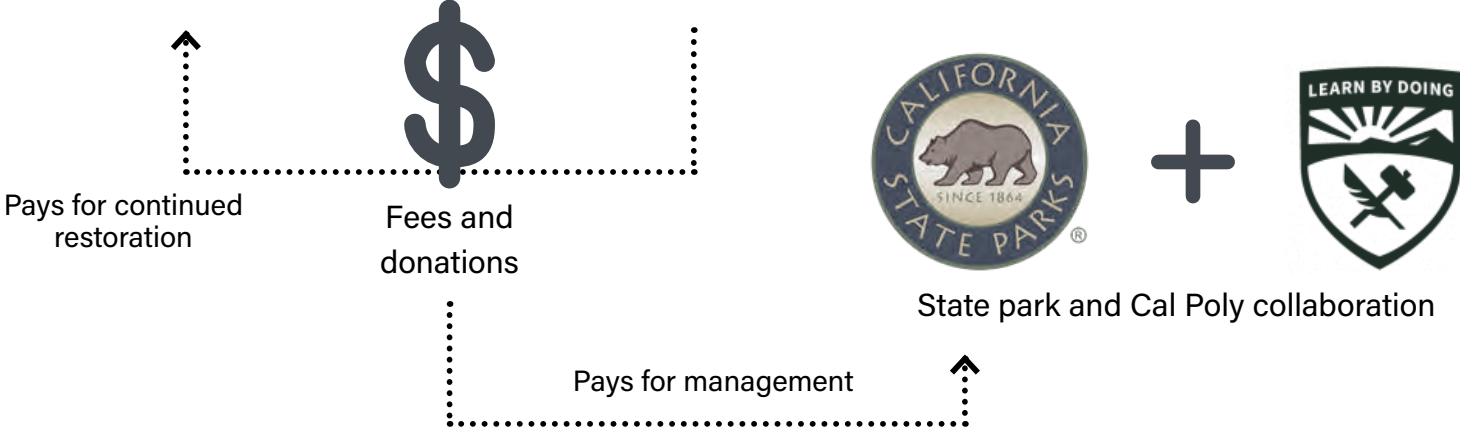 Pays for continued
restoration
Fees and
donations
CALIFORNIA
STATE PARKS
SINCE 1864
®
LEARN BY DOING
State park and Cal Poly collaboration
Pays for management